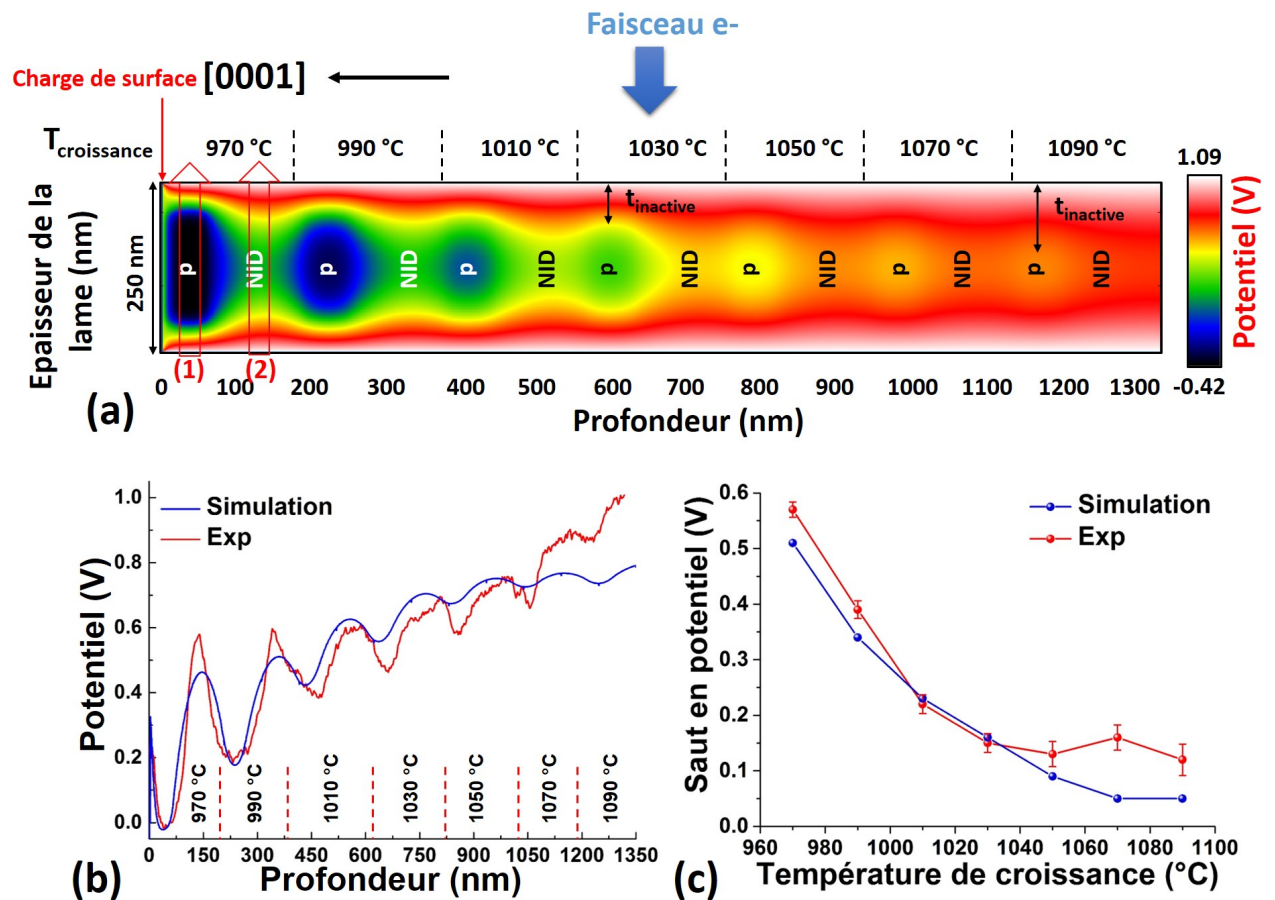 Faisceau e-
Charge de surface [0001]
T croissance 970 °C 990 °C 1010 °C 1030 °C 1050 °C 1070 °C 1090 °C
1.09
Epaisseur de la
lame (nm)
250 nm
t inactive
t inactive
p NID p NID p NID p NID p NID p NID p NID
Potentiel (V)
-0.42
(1) (2)
0 100 200 300 400 500 600 700 800 900 1000 1100 1200 1300
(a) Profondeur (nm)
Simulation
Exp
Potentiel (V)
1.0
0.8
0.6
0.4
0.2
0.0
970 °C 990 °C 1010 °C 1030 °C 1050 °C 1070 °C 1090 °C
0 150 300 450 600 750 900 1050 1200 1350
(b) Profondeur (nm)
Simulation
Exp
Saut en potentiel (V)
0.6
0.5
0.4
0.3
0.2
0.1
0.0
960 980 1000 1020 1040 1060 1080 1100
(c) Température de croissance (°C)